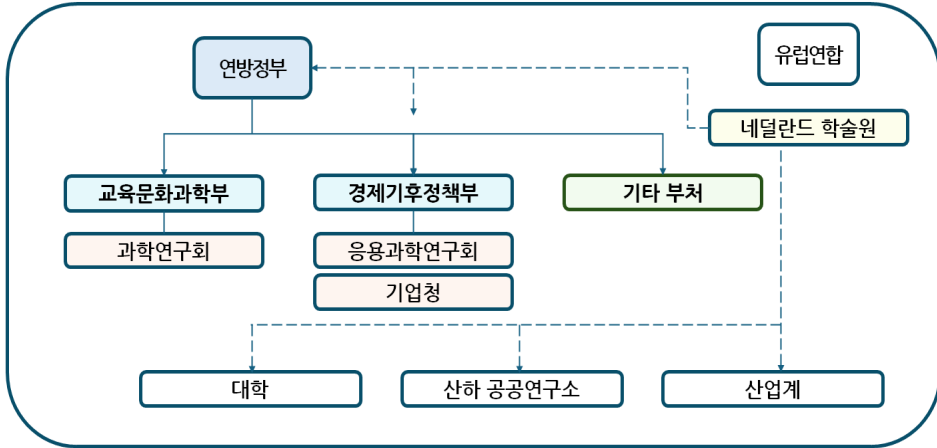 연방정부
유럽연합
네덜란드 학술원
교육문화과학부
경제기후정책부
기타 부처
과학연구회
응용과학연구회
기업청
대학
산하 공공연구소
산업계